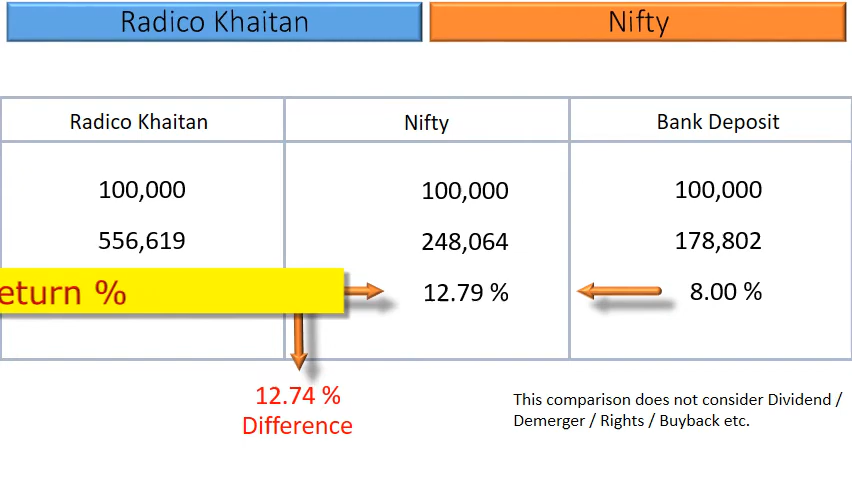 Radico Khaitan
Nifty
Radico Khaitan Nifty Bank Deposit
100,000 100,000 100,000
556,619 248,064 178,802
eturn % 12.79 % 8.00 %
12.74 %
Difference
This comparison does not consider Dividend /
Demerger / Rights / Buyback etc.